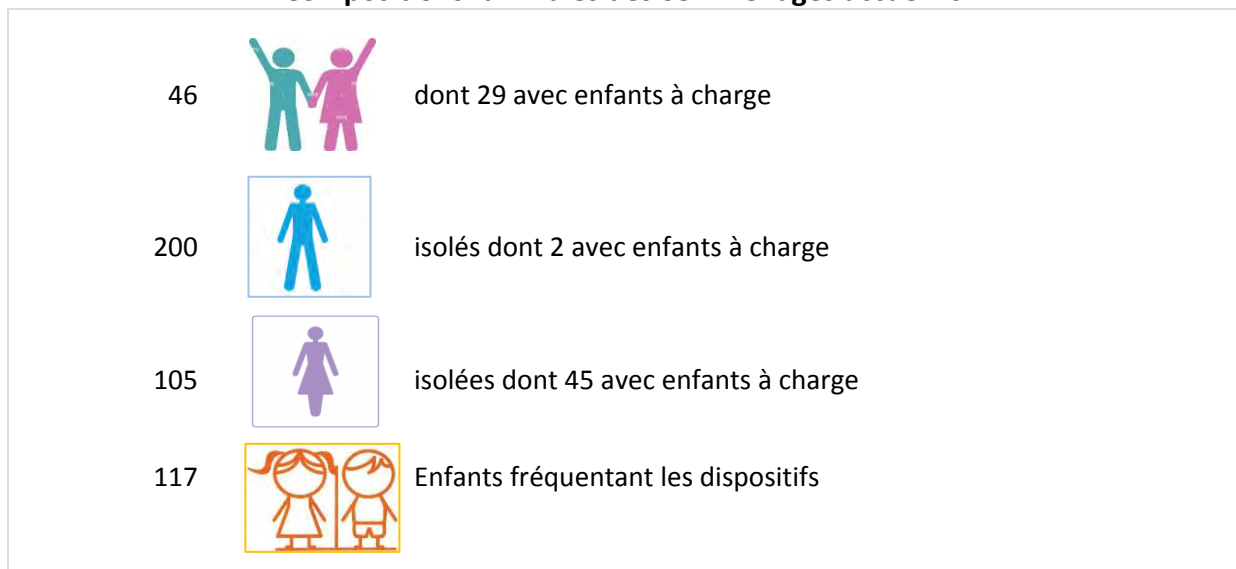 46 dont 29 avec enfants à charge
200 isolés dont 2 avec enfants à charge
105 isolées dont 45 avec enfants à charge
117 Enfants fréquentant les dispositifs